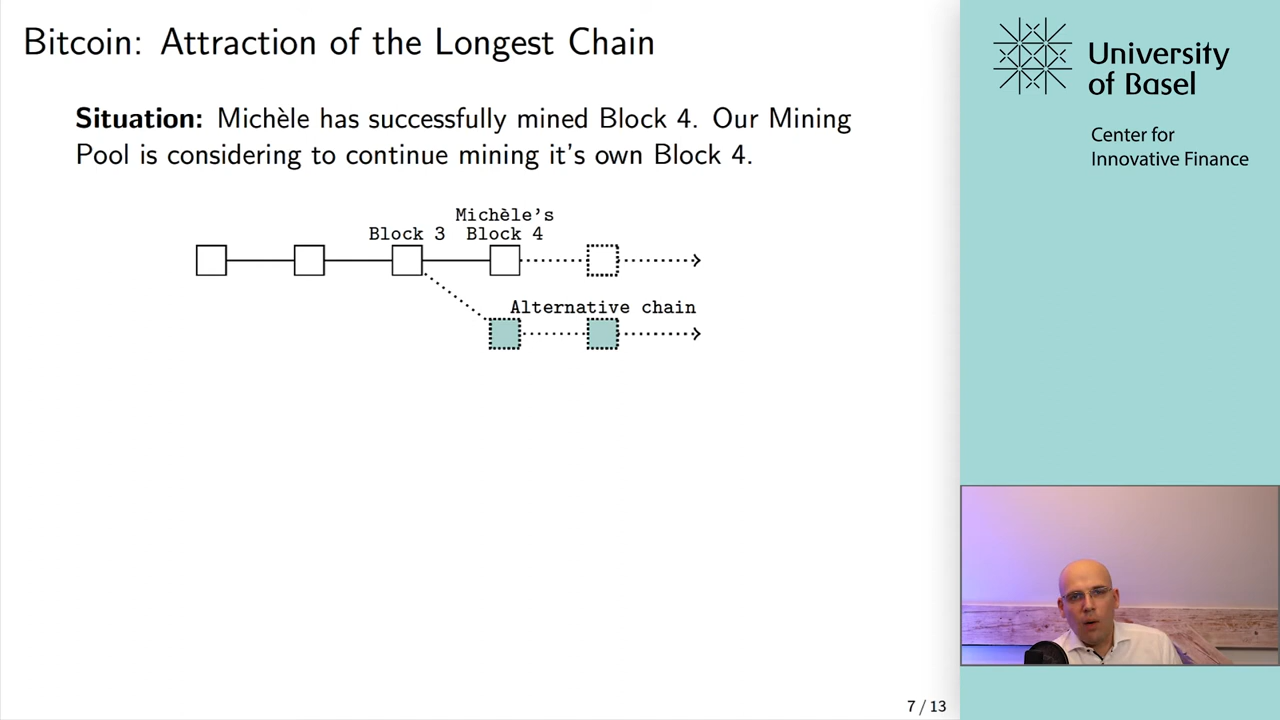 Bitcoin: Attraction of the Longest Chain
Situation: Michèle has successfully mined Block 4. Our Mining
Pool is considering to continue mining it's own Block 4.
Michèle's
Block 3 Block 4
Alternative chain
7 / 13
University
of Basel
Center for
Innovative Finance